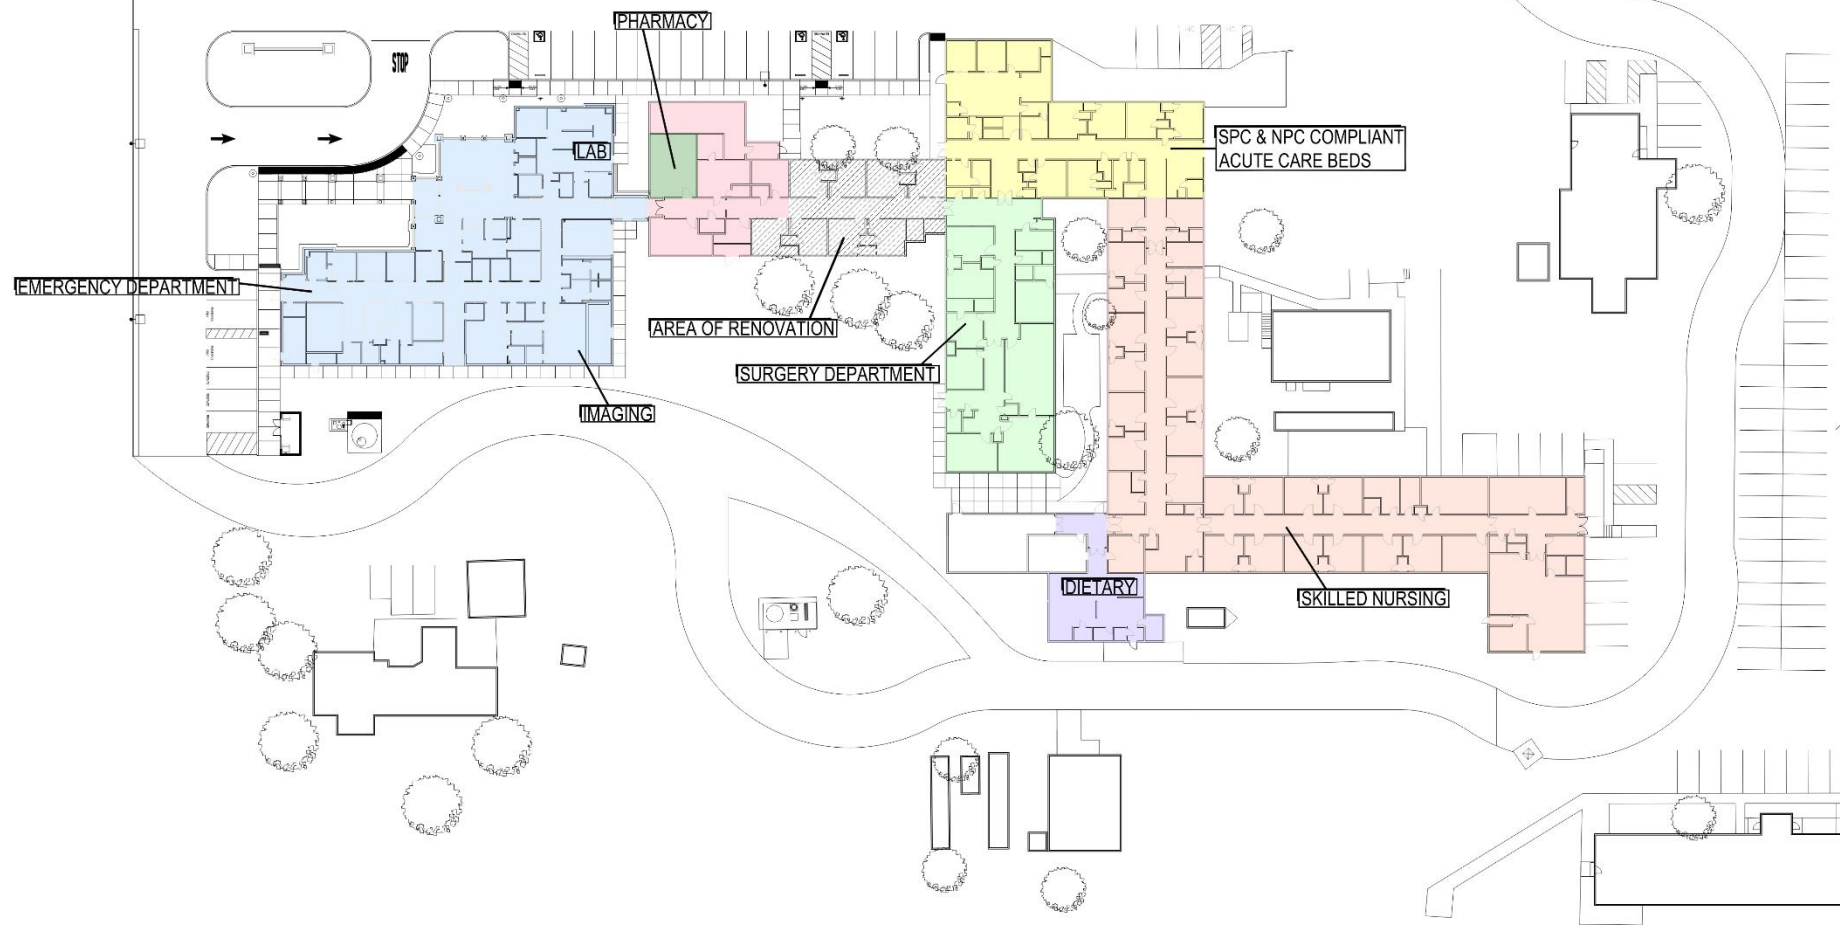 PHARMACY
STOP
LAB
SPC & NPC COMPLIANT
ACUTE CARE BEDS
EMERGENCY DEPARTMENT
AREA OF RENOVATION
SURGERY DEPARTMENT
IMAGING
DIETARY
SKILLED NURSING